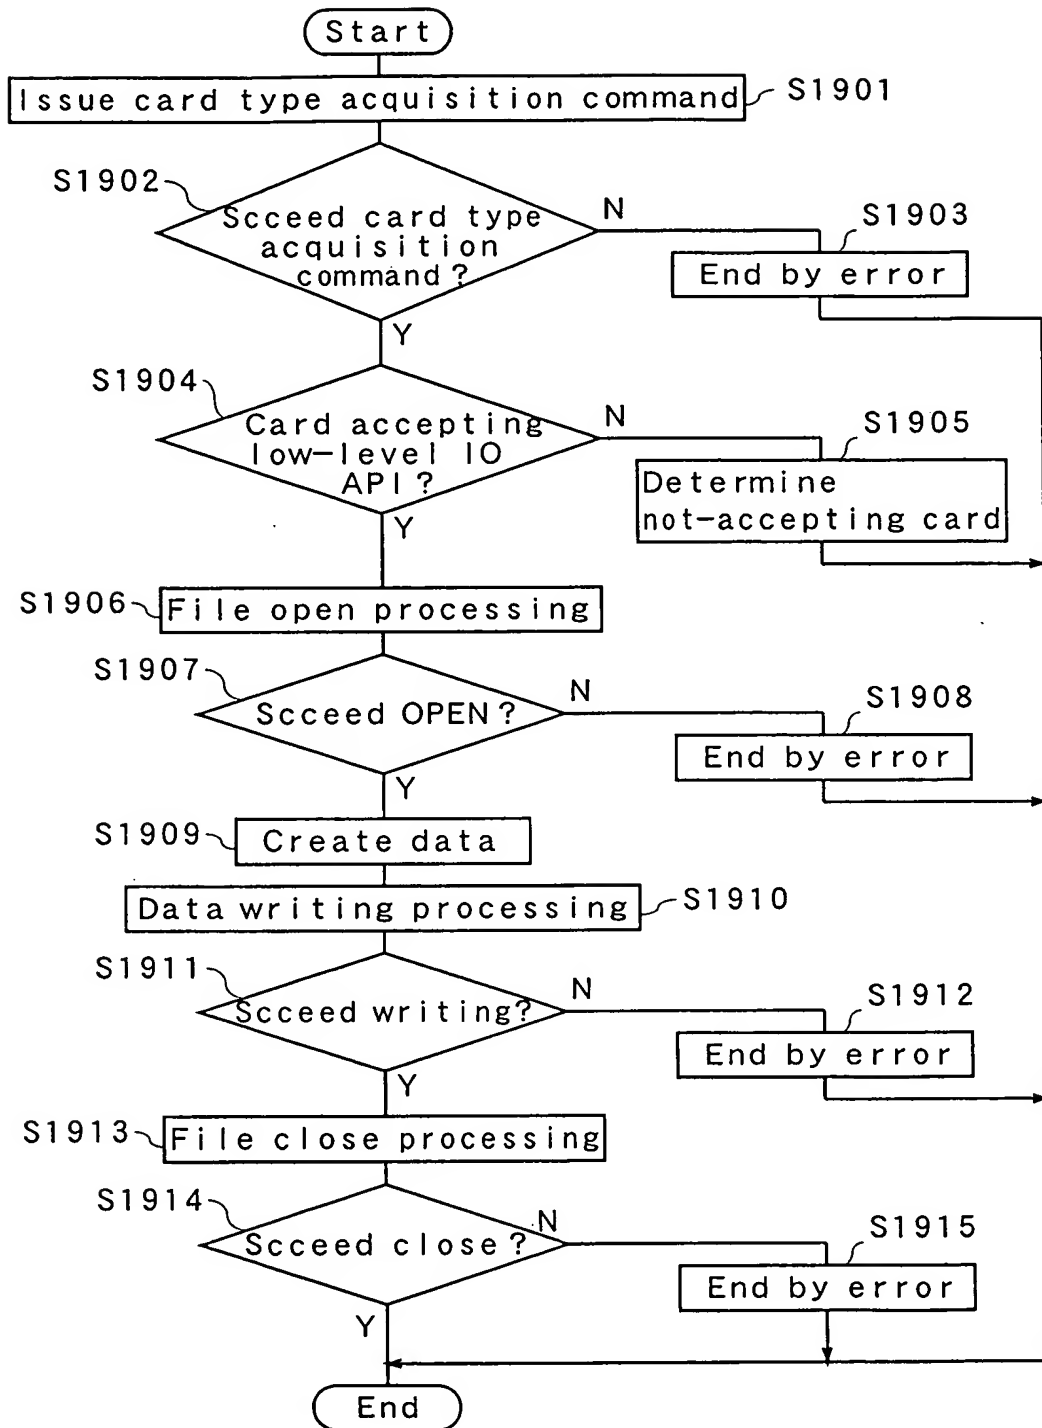 Start
Issue card type acquisition command
S1901
S1902
Scceed card type
acquisition
command?
N
S1903
End by error
Y
S1904
Card accepting
low-level IO
API?
N
S1905
Determine
not-accepting card
Y
S1906
File open processing
S1907
Scceed OPEN?
N
S1908
End by error
Y
S1909
Create data
Data writing processing
S1910
S1911
Scceed writing?
N
S1912
End by error
Y
S1913
File close processing
S1914
Scceed close?
N
S1915
End by error
Y
End